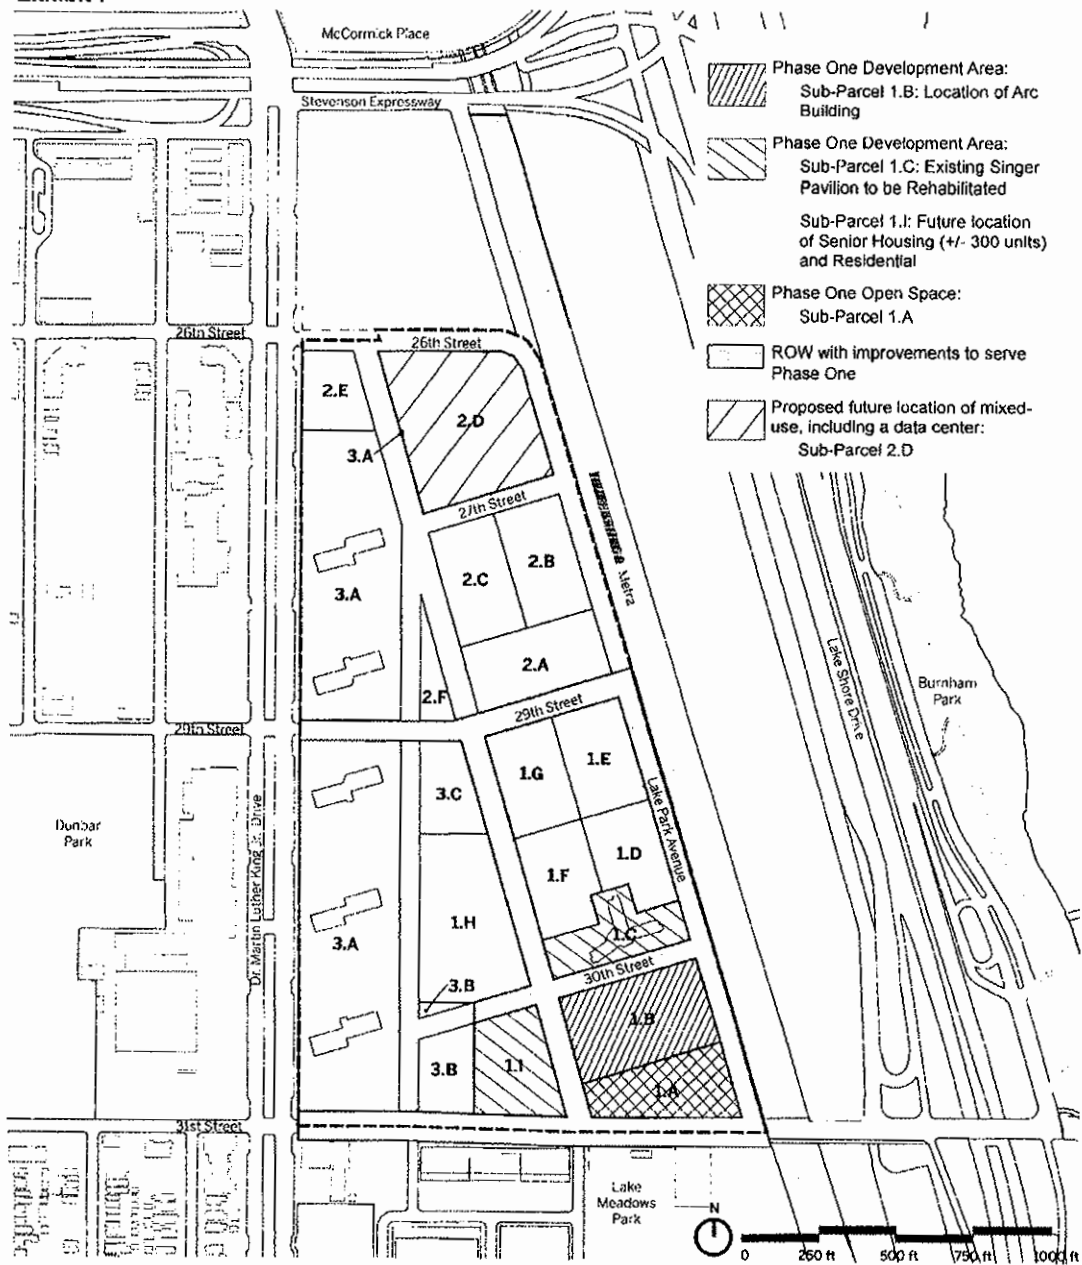 McCormick Place
Stevenson Expressway
Phase One Development Area:
Sub-Parcel 1.B: Location of Arc
Building
Phase One Development Area:
Sub-Parcel 1.C: Existing Singer
Pavilion to be Rehabilitated
Sub-Parcel 1.I: Future location
of Senior Housing (+/- 300 units)
and Residential
Phase One Open Space:
Sub-Parcel 1.A
ROW with improvements to serve
Phase One
Proposed future location of mixed-
use, including a data center:
Sub-Parcel 2.D
26th Street
26th Street
2.E
2.D
3.A
27th Street
2.B
2.C
Metra
3.A
2.A
2.F
29th Street
29th Street
Lake Shore Drive
Burnham
Park
1.E
1.G
3.C
Lake Park Avenue
Dunbar
Park
Dr. Martin Luther King Jr. Drive
1.D
1.F
1.H
1.C
3.A
30th Street
3.B
1.B
3.B
1.I
1.A
31st Street
Lake
Meadows
Park
N
0 250 ft 500 ft 750 ft 1000 ft